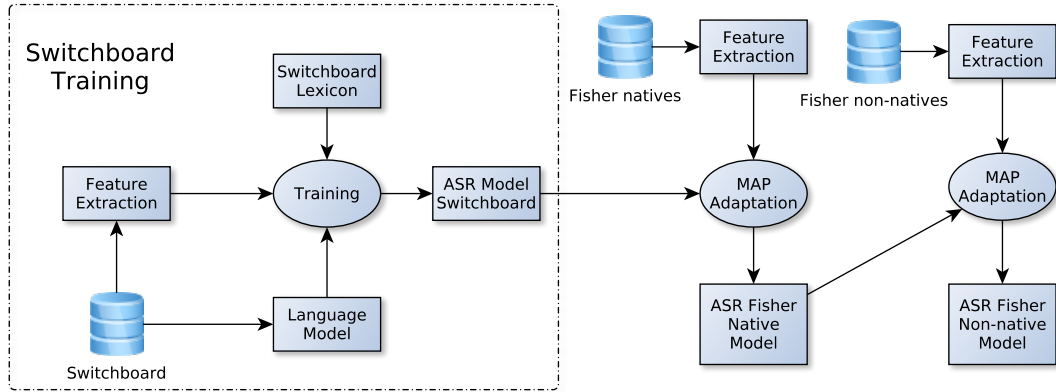 Switchboard
Training
Switchboard
Lexicon
Feature
Extraction
Training
ASR Model
Switchboard
Language
Model
Switchboard
Fisher natives
Feature
Extraction
MAP
Adaptation
ASR Fisher
Native
Model
Fisher non-natives
Feature
Extraction
MAP
Adaptation
ASR Fisher
Non-native
Model